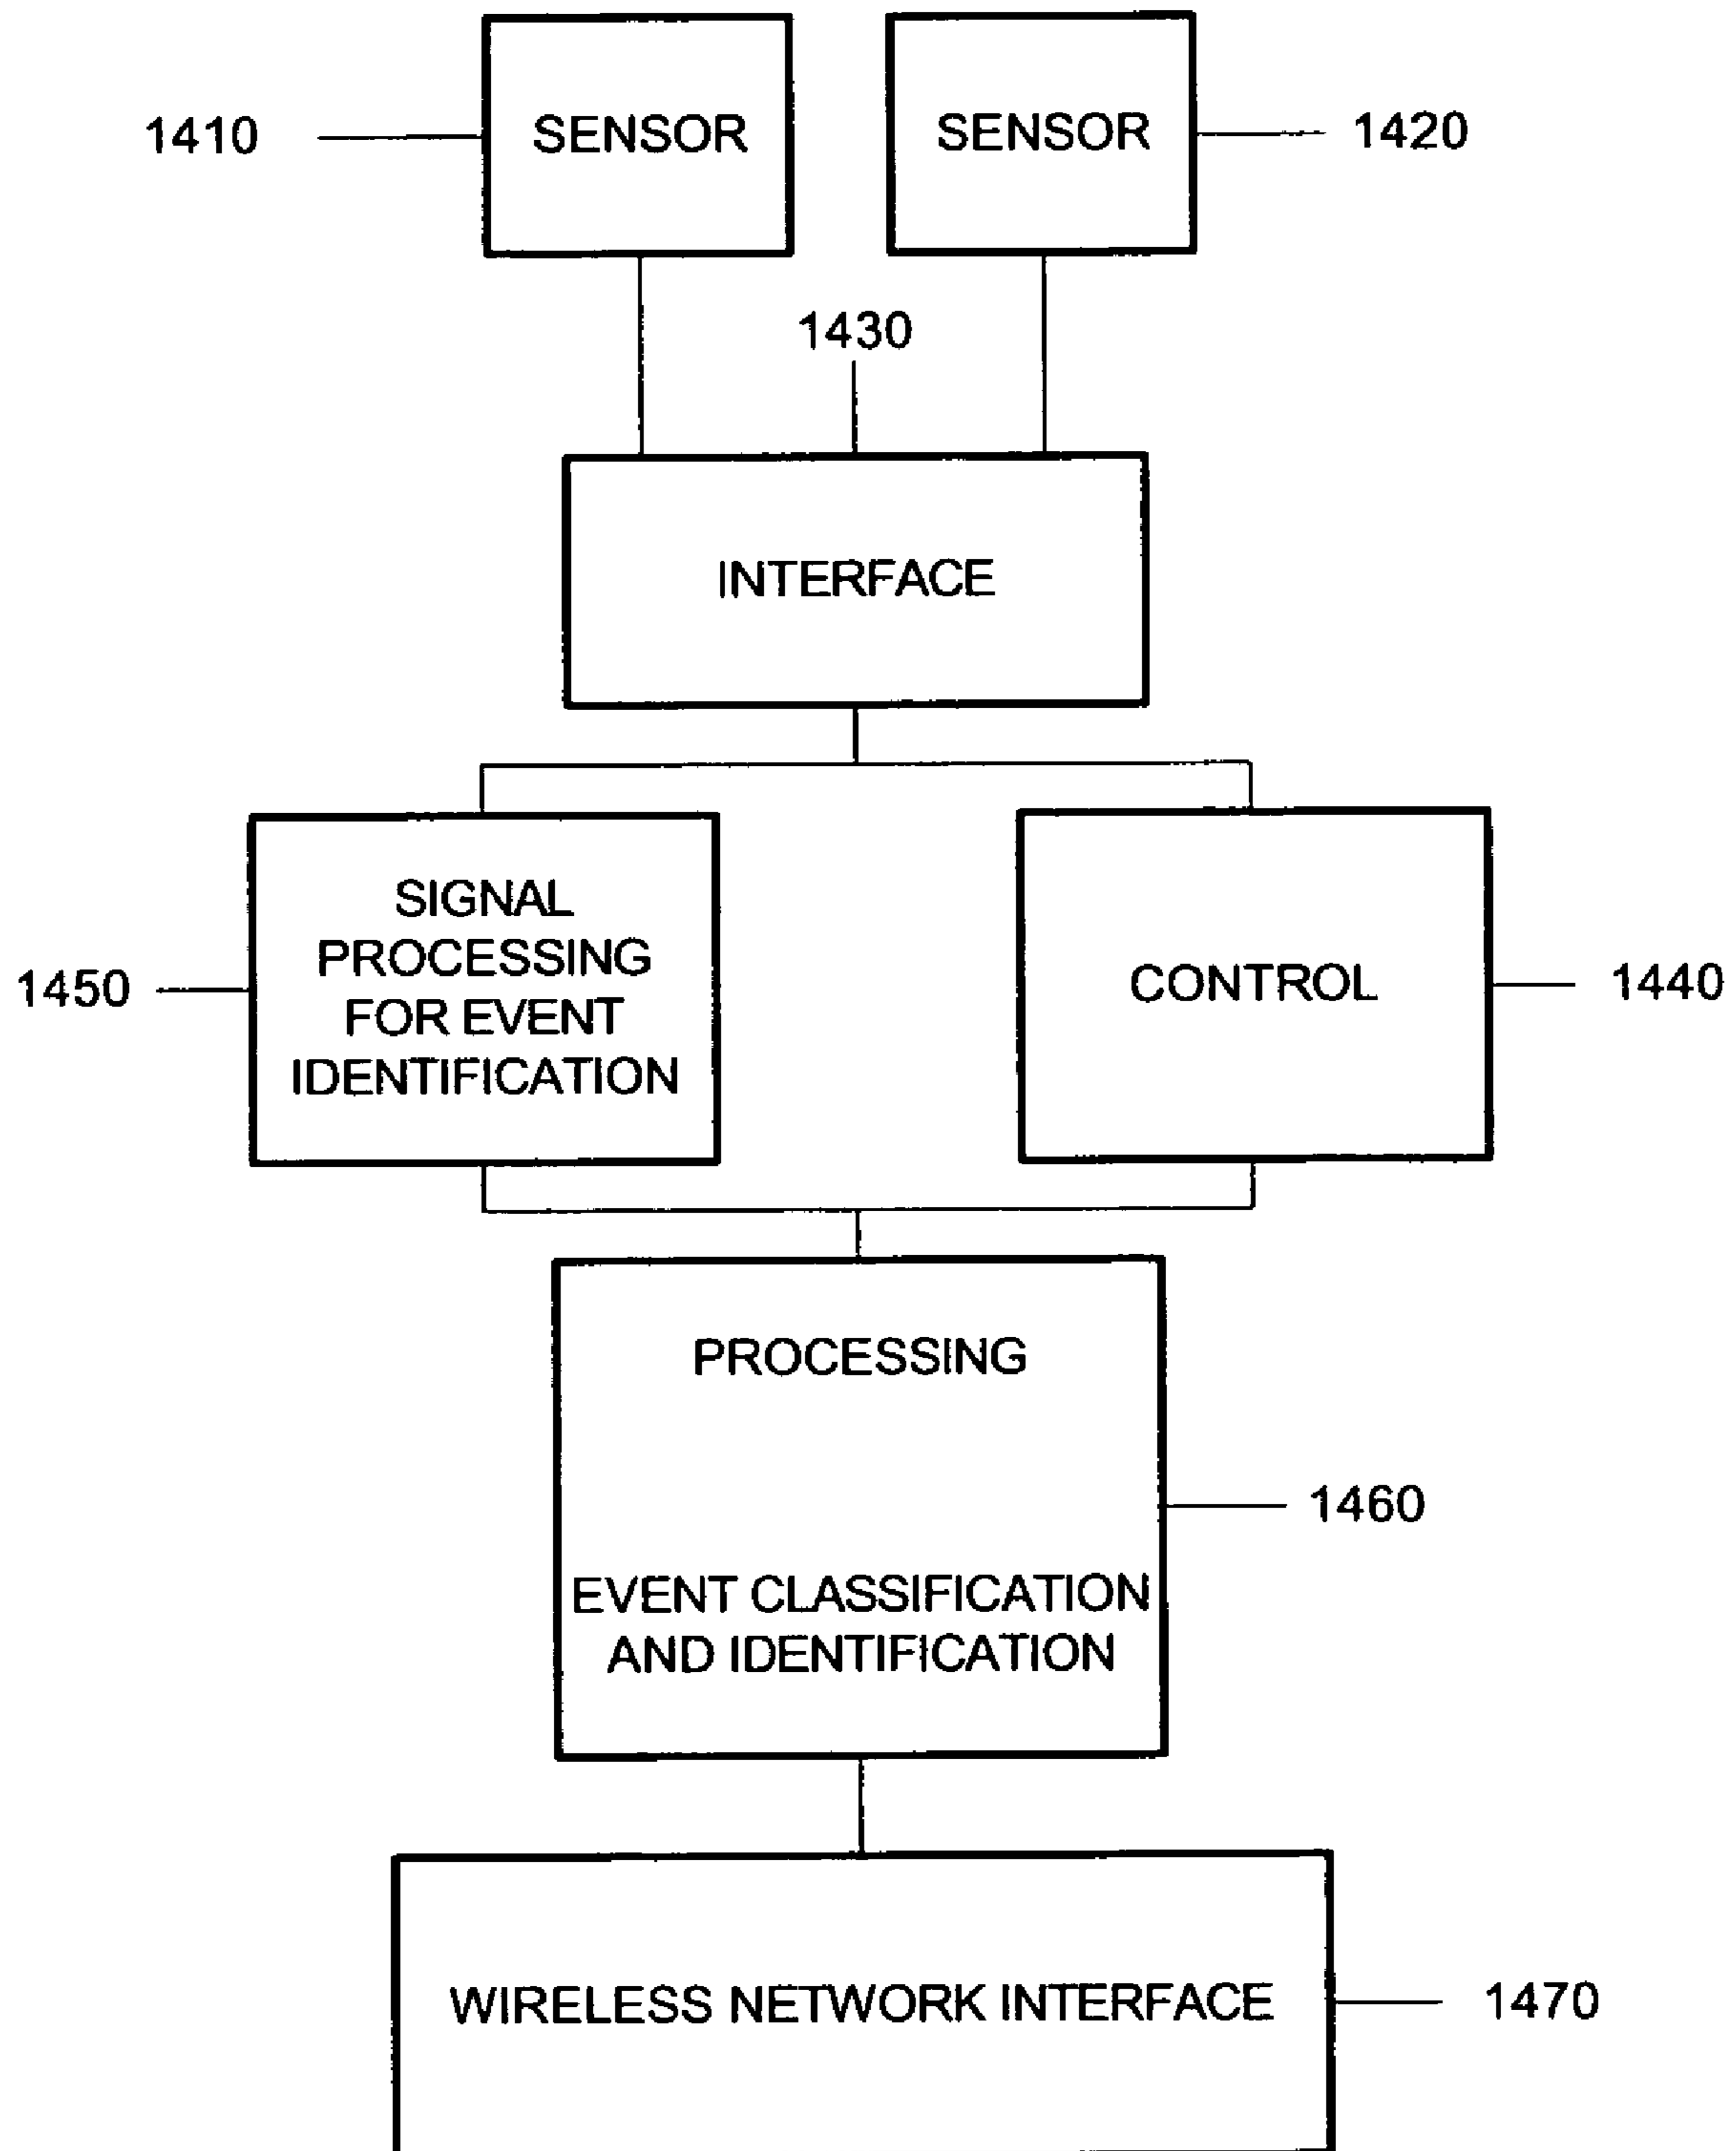 1410
SENSOR
SENSOR
1420
1430
INTERFACE
1450
SIGNAL
PROCESSING
FOR EVENT
IDENTIFICATION
CONTROL
1440
PROCESSING
1460
EVENT CLASSIFICATION
AND IDENTIFICATION
WIRELESS NETWORK INTERFACE
1470